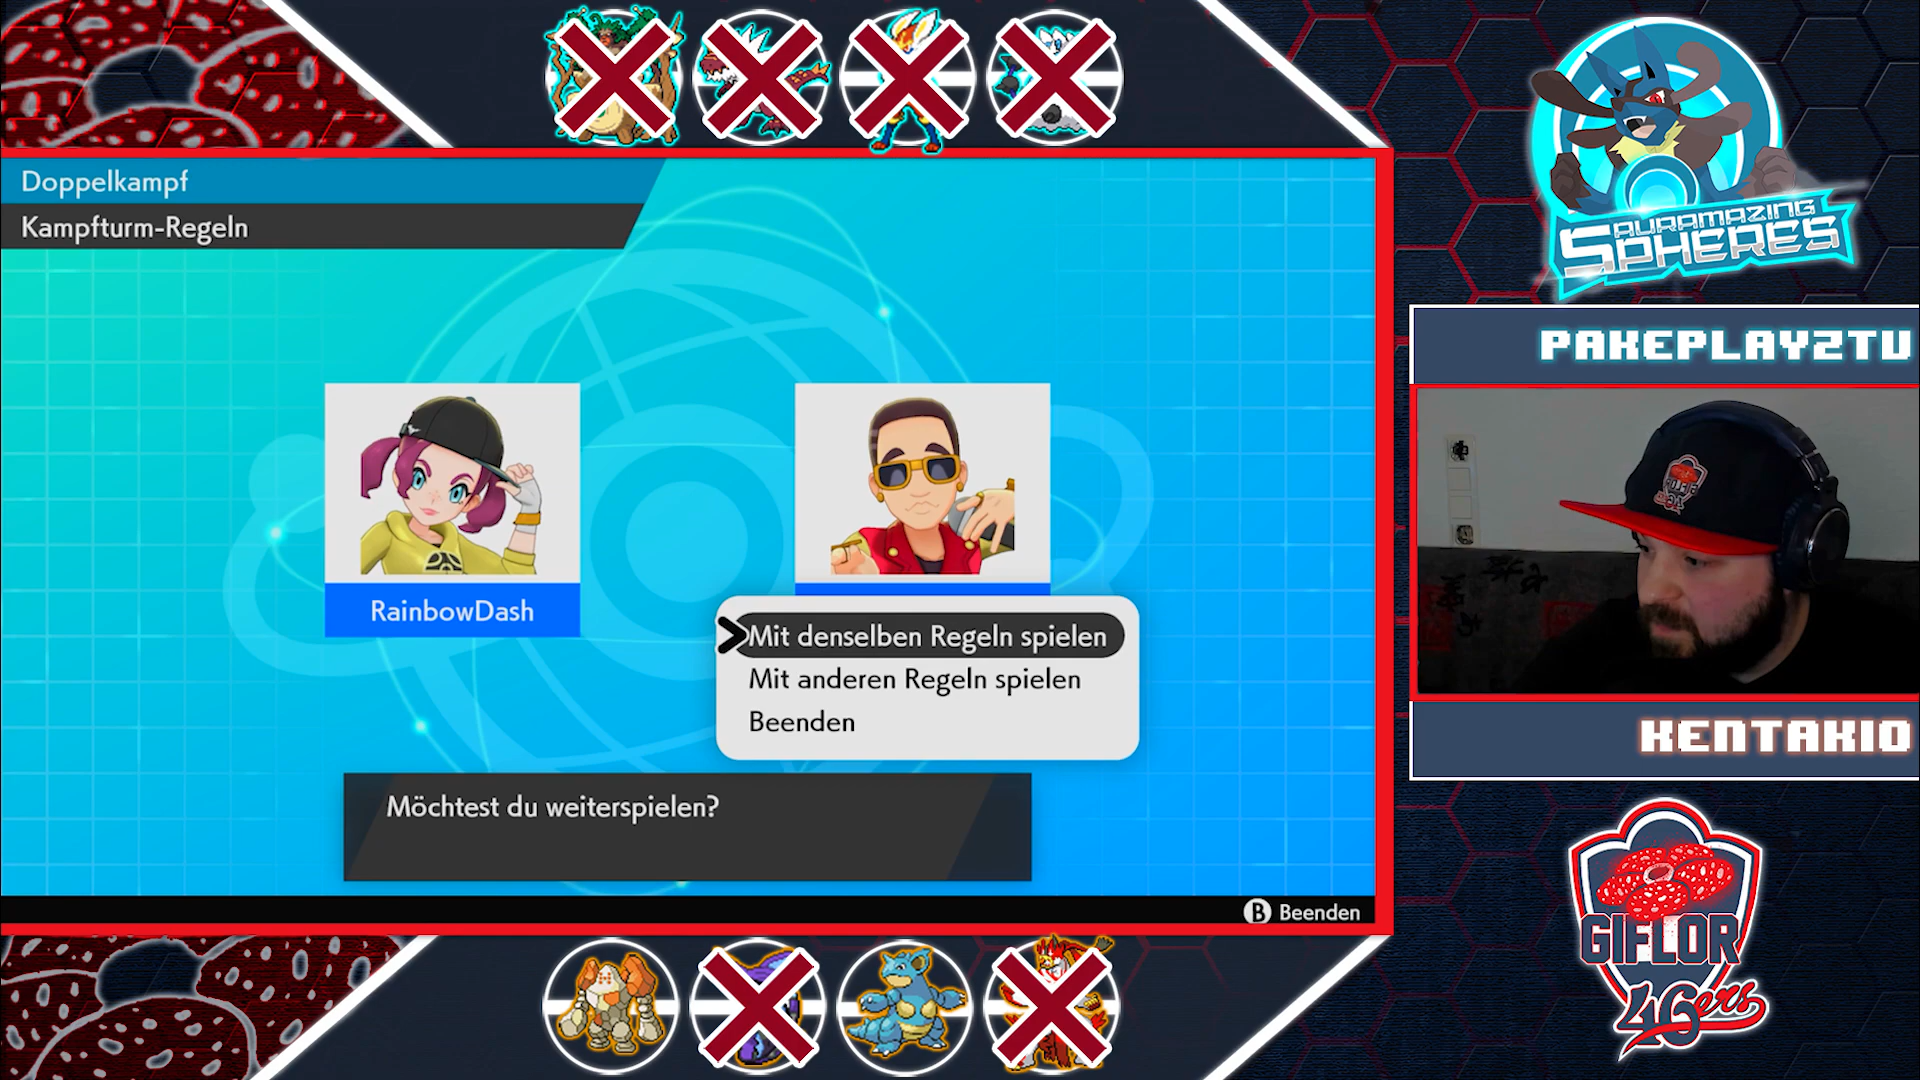 Doppelkampf
Kampfturm-Regeln
RainbowDash
Mit denselben Regeln spielen
Mit anderen Regeln spielen
Beenden
Möchtest du weiterspielen?
B Beenden
AURAMAZING
SPHERES
PAKEPLAYZTV
KENTAKIO
GIFLOR
46ers